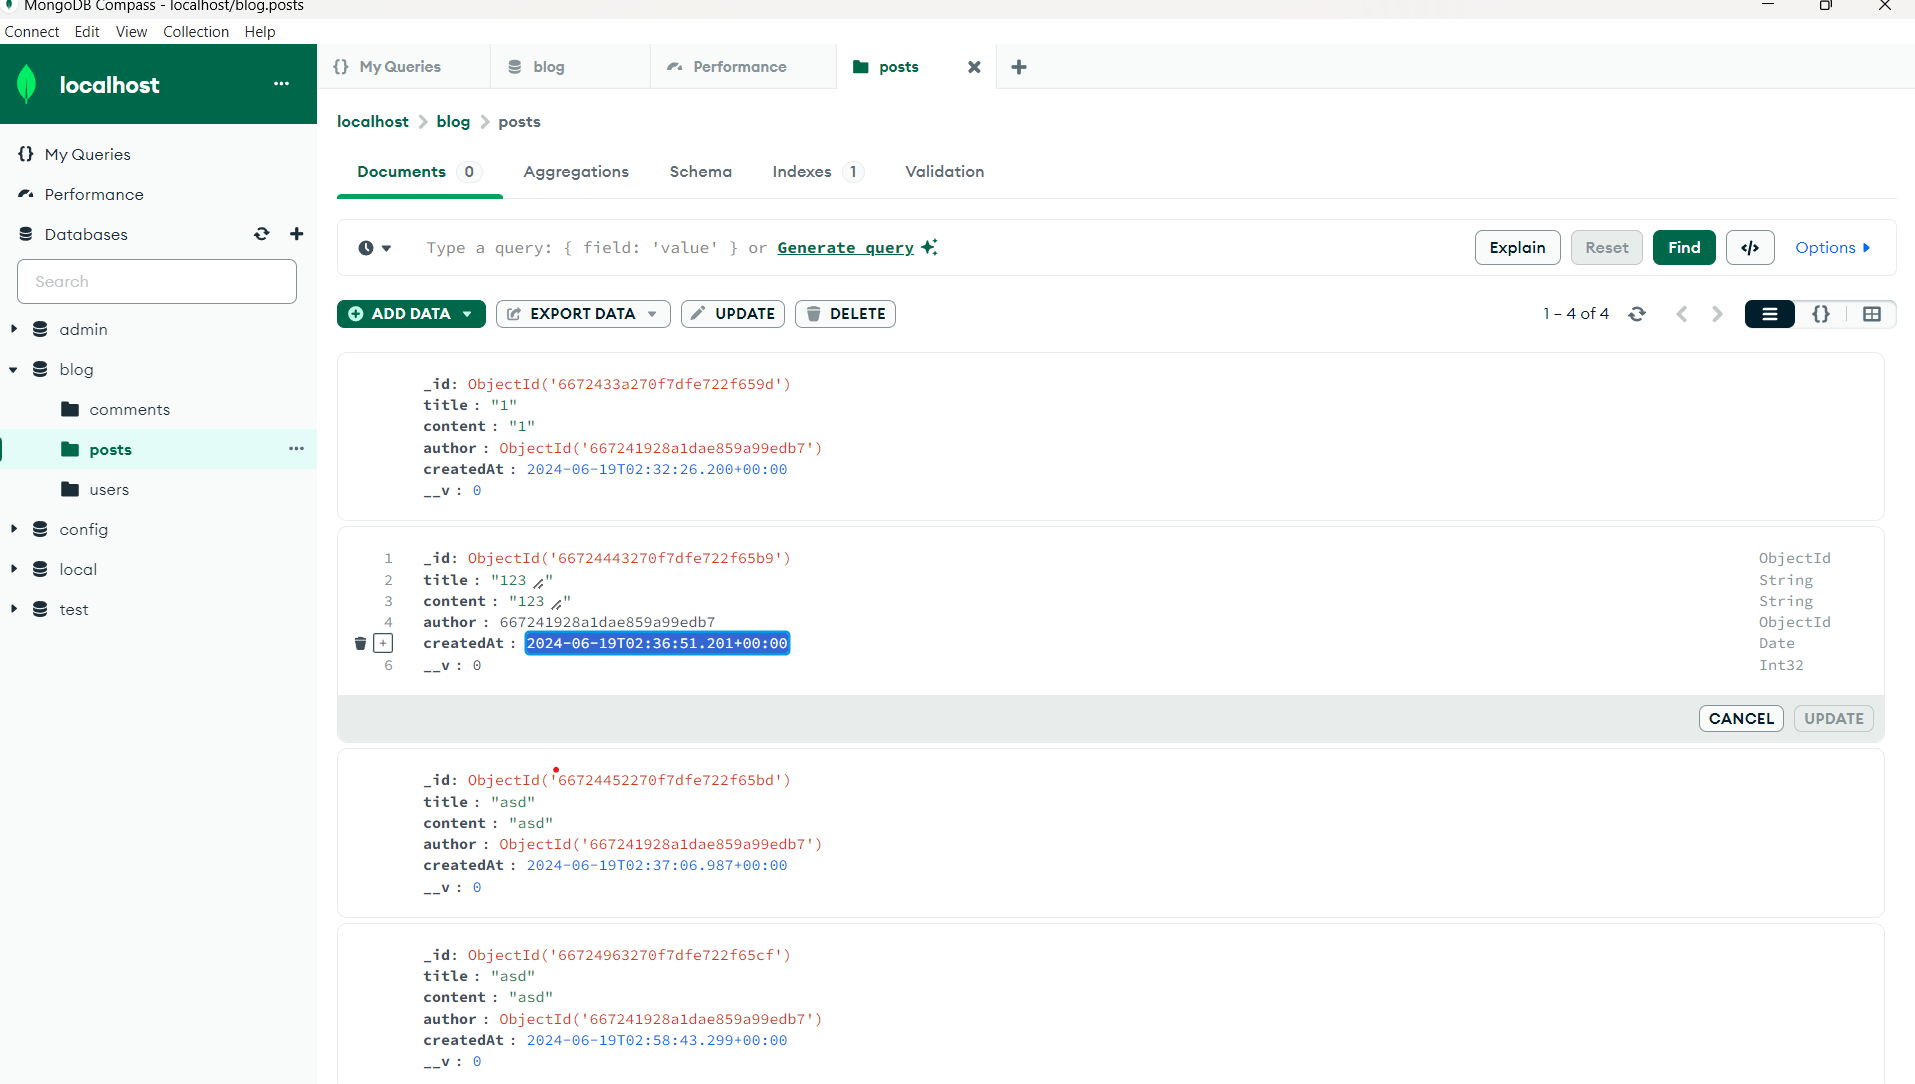 MongoDB Compass - localhost/blog.posts
Connect Edit View Collection Help
localhost
My Queries
Performance
Databases
Search
admin
blog
comments
posts
users
config
local
test
{} My Queries blog Performance posts
localhost > blog > posts
Documents 0 Aggregations Schema Indexes 1 Validation
Type a query: { field: 'value' } or Generate query
Explain Reset Find </> Options
ADD DATA EXPORT DATA UPDATE DELETE
1 – 4 of 4 {}
_id: ObjectId('6672433a270f7dfe722f659d')
title : "1"
content : "1"
author : ObjectId('667241928a1dae859a99edb7')
createdAt : 2024-06-19T02:32:26.200+00:00
__v : 0
1 _id: ObjectId('66724443270f7dfe722f65b9') ObjectId
2 title : "123" String
3 content : "123" String
4 author : 667241928a1dae859a99edb7 ObjectId
createdAt : 2024-06-19T02:36:51.201+00:00 Date
6 __v : 0 Int32
CANCEL UPDATE
_id: ObjectId('66724452270f7dfe722f65bd')
title : "asd"
content : "asd"
author : ObjectId('667241928a1dae859a99edb7')
createdAt : 2024-06-19T02:37:06.987+00:00
__v : 0
_id: ObjectId('66724963270f7dfe722f65cf')
title : "asd"
content : "asd"
author : ObjectId('667241928a1dae859a99edb7')
createdAt : 2024-06-19T02:58:43.299+00:00
__v : 0